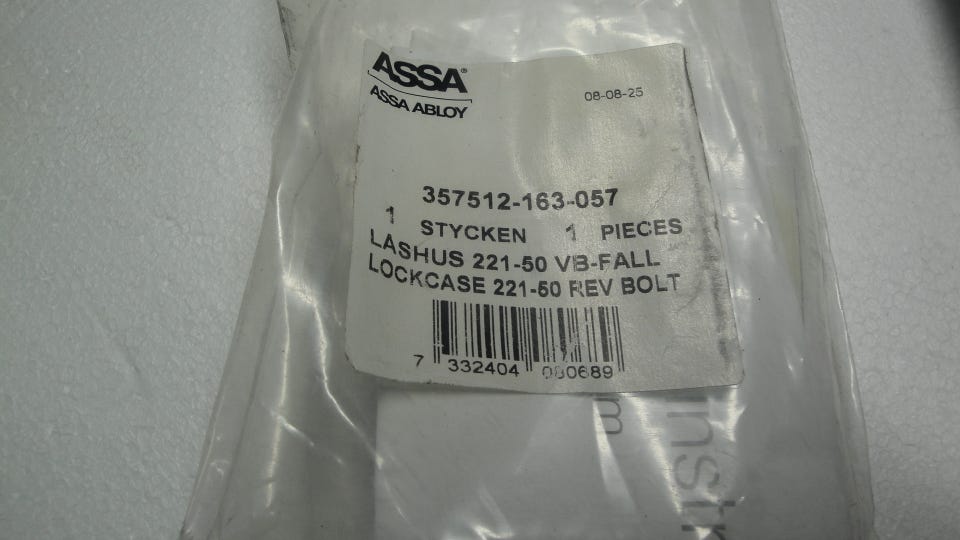 ASSA®
ASSA ABLOY
08-08-25
357512-163-057
1 STYCKEN 1 PIECES
LASHUS 221-50 VB-FALL
LOCKCASE 221-50 REV BOLT
7 332404 080689